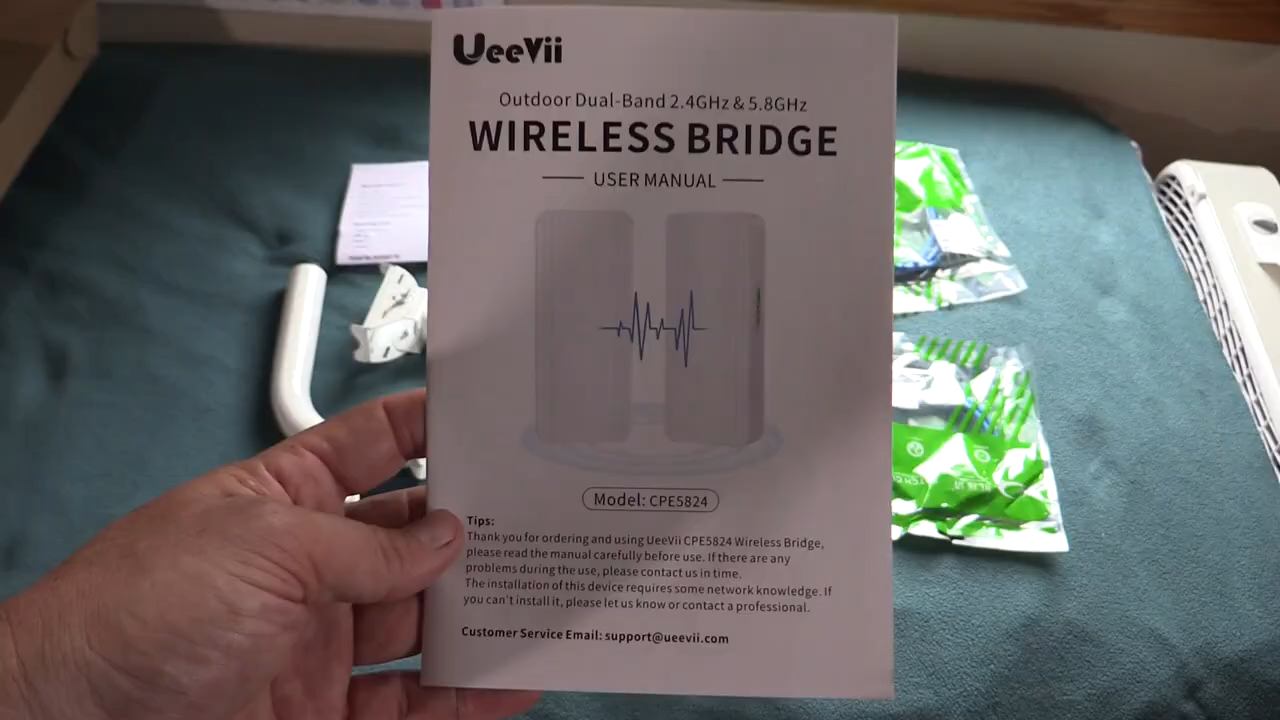 UeeVii
Outdoor Dual-Band 2.4GHz & 5.8GHz
WIRELESS BRIDGE
USER MANUAL
Model: CPE5824
Tips:
Thank you for ordering and using UeeVii CPE5824 Wireless Bridge,
please read the manual carefully before use. If there are any
problems during the use, please contact us in time.
The installation of this device requires some network knowledge. If
you can't install it, please let us know or contact a professional.
Customer Service Email: support@ueevii.com